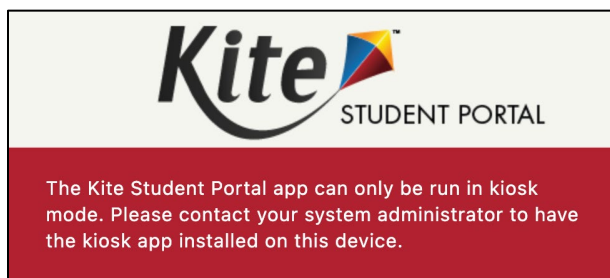 Kite™
STUDENT PORTAL
The Kite Student Portal app can only be run in kiosk
mode. Please contact your system administrator to have
the kiosk app installed on this device.